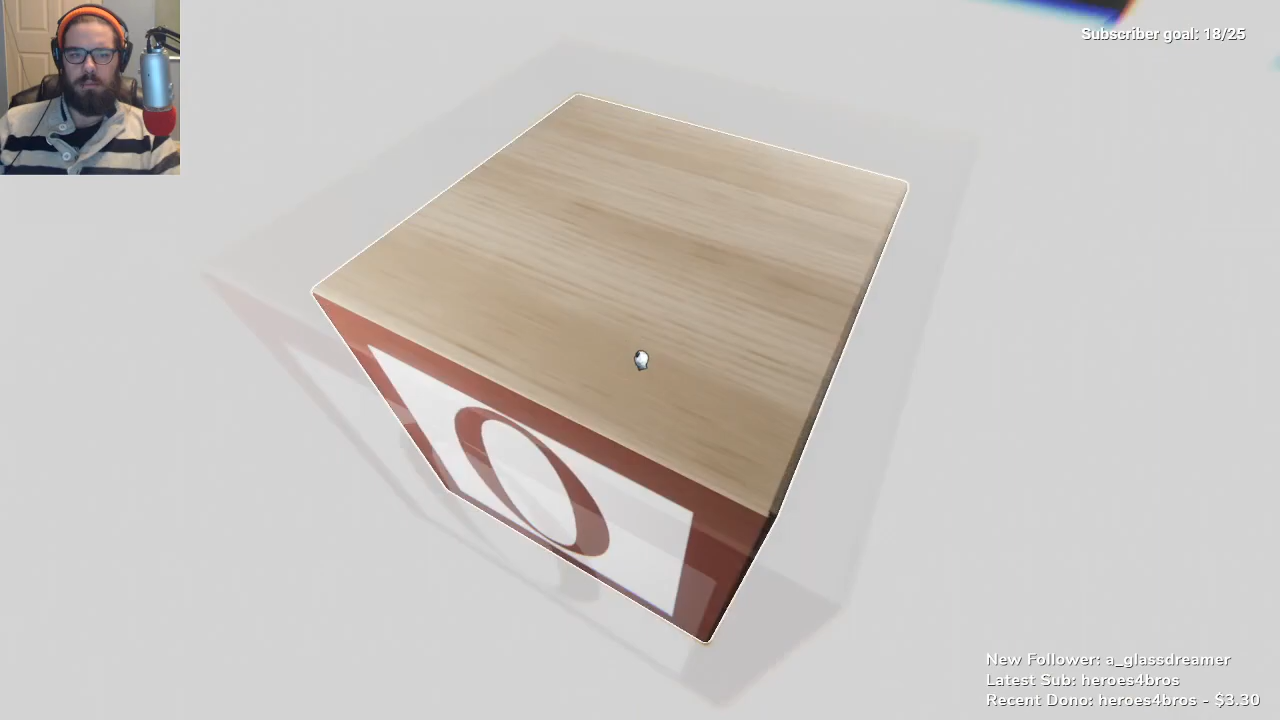 Subscriber goal: 18/25
O
New Follower: a_glassdreamer
Latest Sub: heroes4bros
Recent Dono: heroes4bros - $3.30